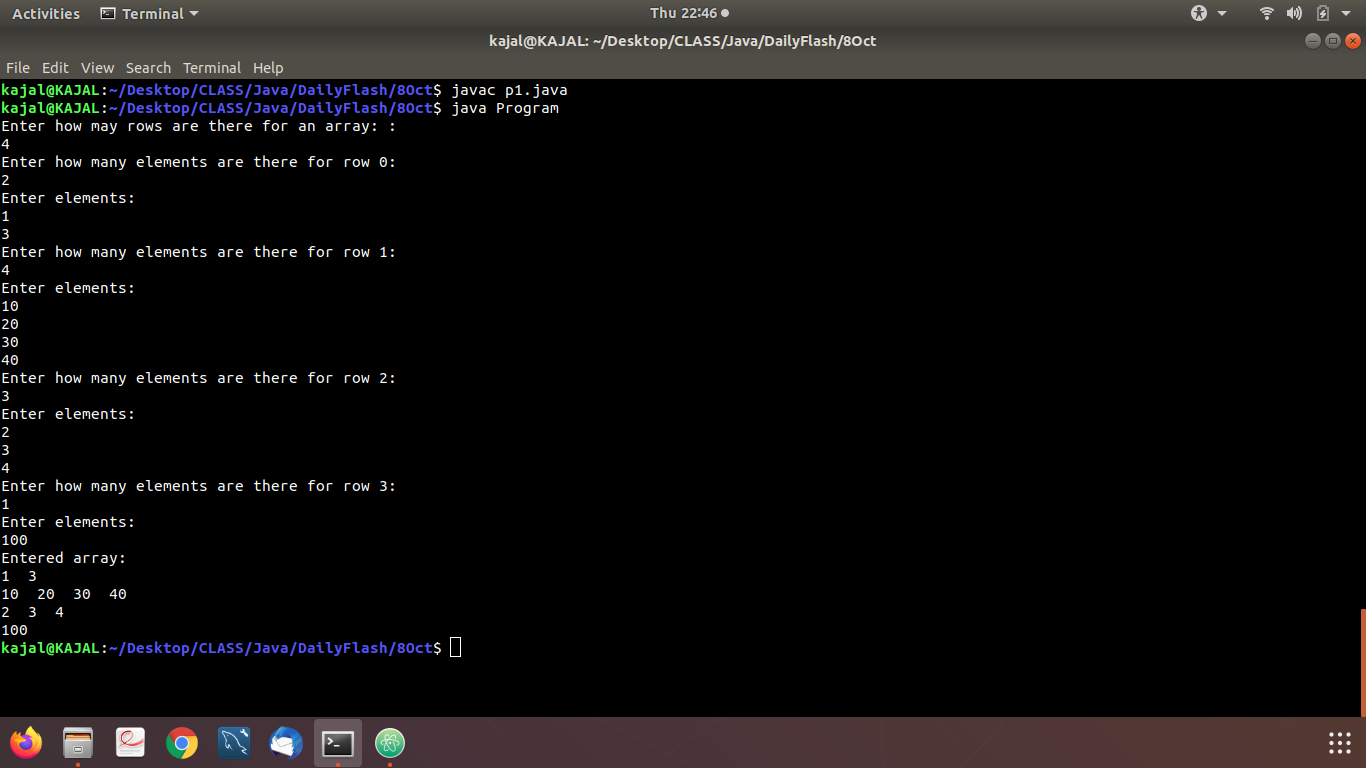 Activities Terminal Thu 22:46
kajal@KAJAL: ~/Desktop/CLASS/Java/DailyFlash/8Oct
File Edit View Search Terminal Help
kajal@KAJAL:~/Desktop/CLASS/Java/DailyFlash/8Oct$ javac p1.java
kajal@KAJAL:~/Desktop/CLASS/Java/DailyFlash/8Oct$ java Program
Enter how may rows are there for an array: :
4
Enter how many elements are there for row 0:
2
Enter elements:
1
3
Enter how many elements are there for row 1:
4
Enter elements:
10
20
30
40
Enter how many elements are there for row 2:
3
Enter elements:
2
3
4
Enter how many elements are there for row 3:
1
Enter elements:
100
Entered array:
1  3
10  20  30  40
2  3  4
100
kajal@KAJAL:~/Desktop/CLASS/Java/DailyFlash/8Oct$